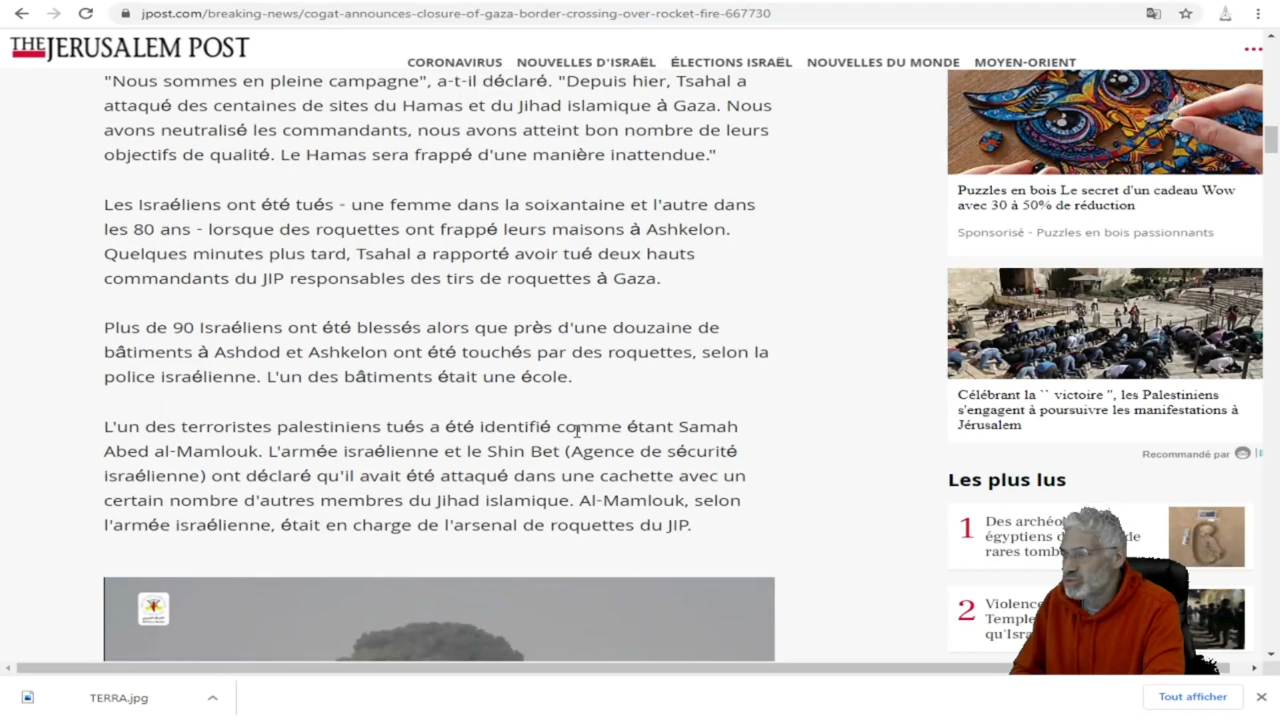 jpost.com/breaking-news/cogat-announces-closure-of-gaza-border-crossing-over-rocket-fire-667730
THE JERUSALEM POST
CORONAVIRUS NOUVELLES D'ISRAËL ÉLECTIONS ISRAËL NOUVELLES DU MONDE MOYEN-ORIENT
"Nous sommes en pleine campagne", a-t-il déclaré. "Depuis hier, Tsahal a
attaqué des centaines de sites du Hamas et du Jihad islamique à Gaza. Nous
avons neutralisé les commandants, nous avons atteint bon nombre de leurs
objectifs de qualité. Le Hamas sera frappé d'une manière inattendue."
Les Israéliens ont été tués - une femme dans la soixantaine et l'autre dans
les 80 ans - lorsque des roquettes ont frappé leurs maisons à Ashkelon.
Quelques minutes plus tard, Tsahal a rapporté avoir tué deux hauts
commandants du JIP responsables des tirs de roquettes à Gaza.
Plus de 90 Israéliens ont été blessés alors que près d'une douzaine de
bâtiments à Ashdod et Ashkelon ont été touchés par des roquettes, selon la
police israélienne. L'un des bâtiments était une école.
L'un des terroristes palestiniens tués a été identifié comme étant Samah
Abed al-Mamlouk. L'armée israélienne et le Shin Bet (Agence de sécurité
israélienne) ont déclaré qu'il avait été attaqué dans une cachette avec un
certain nombre d'autres membres du Jihad islamique. Al-Mamlouk, selon
l'armée israélienne, était en charge de l'arsenal de roquettes du JIP.
Puzzles en bois Le secret d'un cadeau Wow
avec 30 à 50% de réduction
Sponsorisé - Puzzles en bois passionnants
Célébrant la `` victoire '', les Palestiniens
s'engagent à poursuivre les manifestations à
Jérusalem
Recommandé par
Les plus lus
1 Des archéo
égyptiens d de
rares tomb
2 Violenc
Temple
qu'Isra
TERRA.jpg
Tout afficher